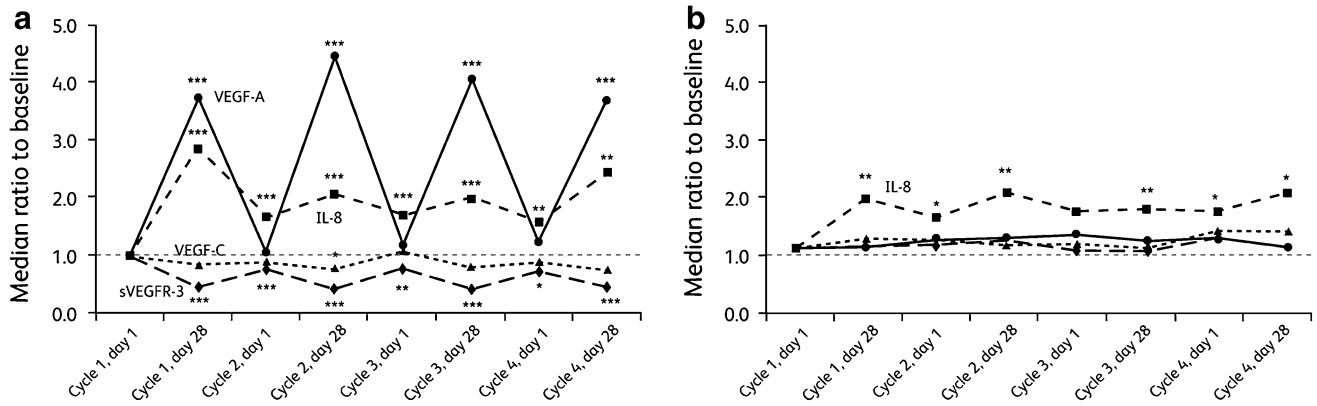 a
Median ratio to baseline
5.0
4.0
3.0
2.0
1.0
0.0
***
VEGF-A
***
***
***
***
***
***
***
***
**
**
IL-8
VEGF-C
*
sVEGFR-3
***
***
***
**
***
*
***
Cycle 1, day 1
Cycle 1, day 28
Cycle 2, day 1
Cycle 2, day 28
Cycle 3, day 1
Cycle 3, day 28
Cycle 4, day 1
Cycle 4, day 28
b
Median ratio to baseline
5.0
4.0
3.0
2.0
1.0
0.0
**
IL-8
*
**
**
*
*
Cycle 1, day 1
Cycle 1, day 28
Cycle 2, day 1
Cycle 2, day 28
Cycle 3, day 1
Cycle 3, day 28
Cycle 4, day 1
Cycle 4, day 28